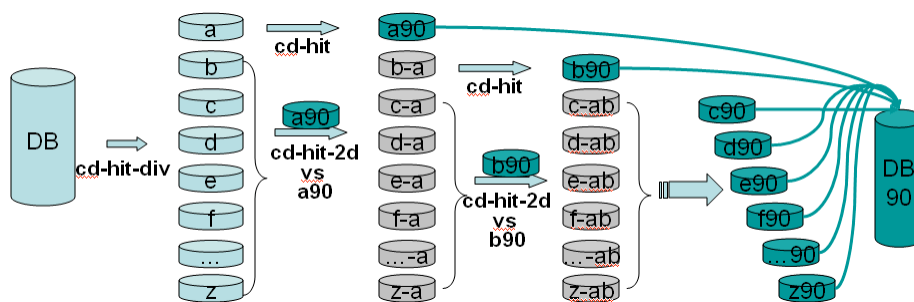 DB
cd-hit-div
a
b
c
d
e
f
...
z
cd-hit
a90
cd-hit-2d
vs
a90
a90
b-a
c-a
d-a
e-a
f-a
...-a
z-a
cd-hit
b90
cd-hit-2d
vs
b90
b90
c-ab
d-ab
e-ab
f-ab
...-ab
z-ab
c90
d90
e90
f90
...90
z90
DB
90